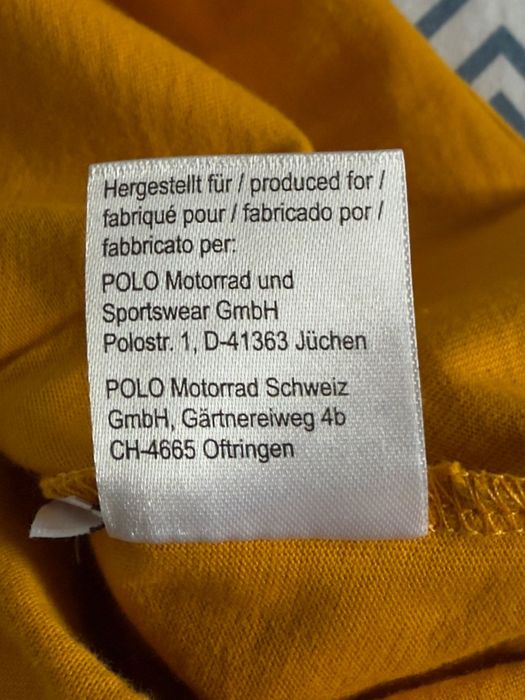 Hergestellt für / produced for /
fabriqué pour / fabricado por /
fabbricato per:
POLO Motorrad und
Sportswear GmbH
Polostr. 1, D-41363 Jüchen
POLO Motorrad Schweiz
GmbH, Gärtnereiweg 4b
CH-4665 Oftringen